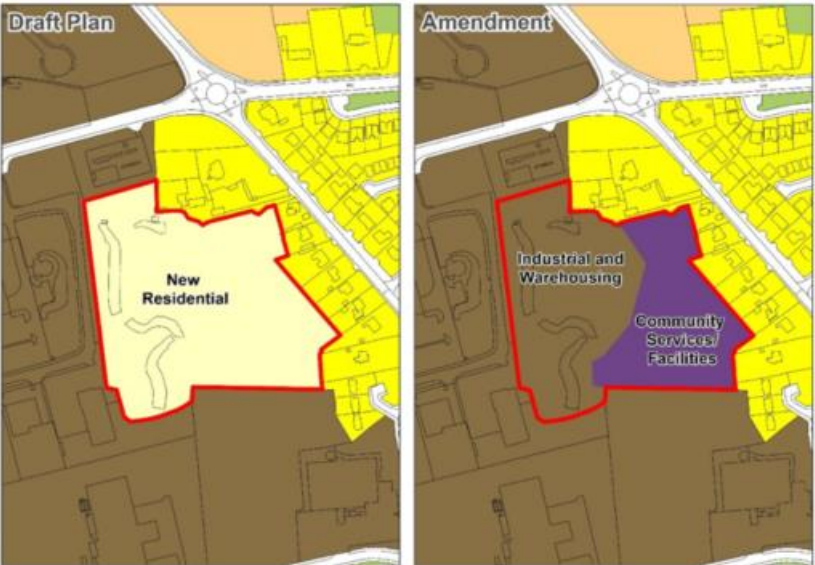 Draft Plan
New
Residential
Amendment
Industrial and
Warehousing
Community
Services/
Facilities